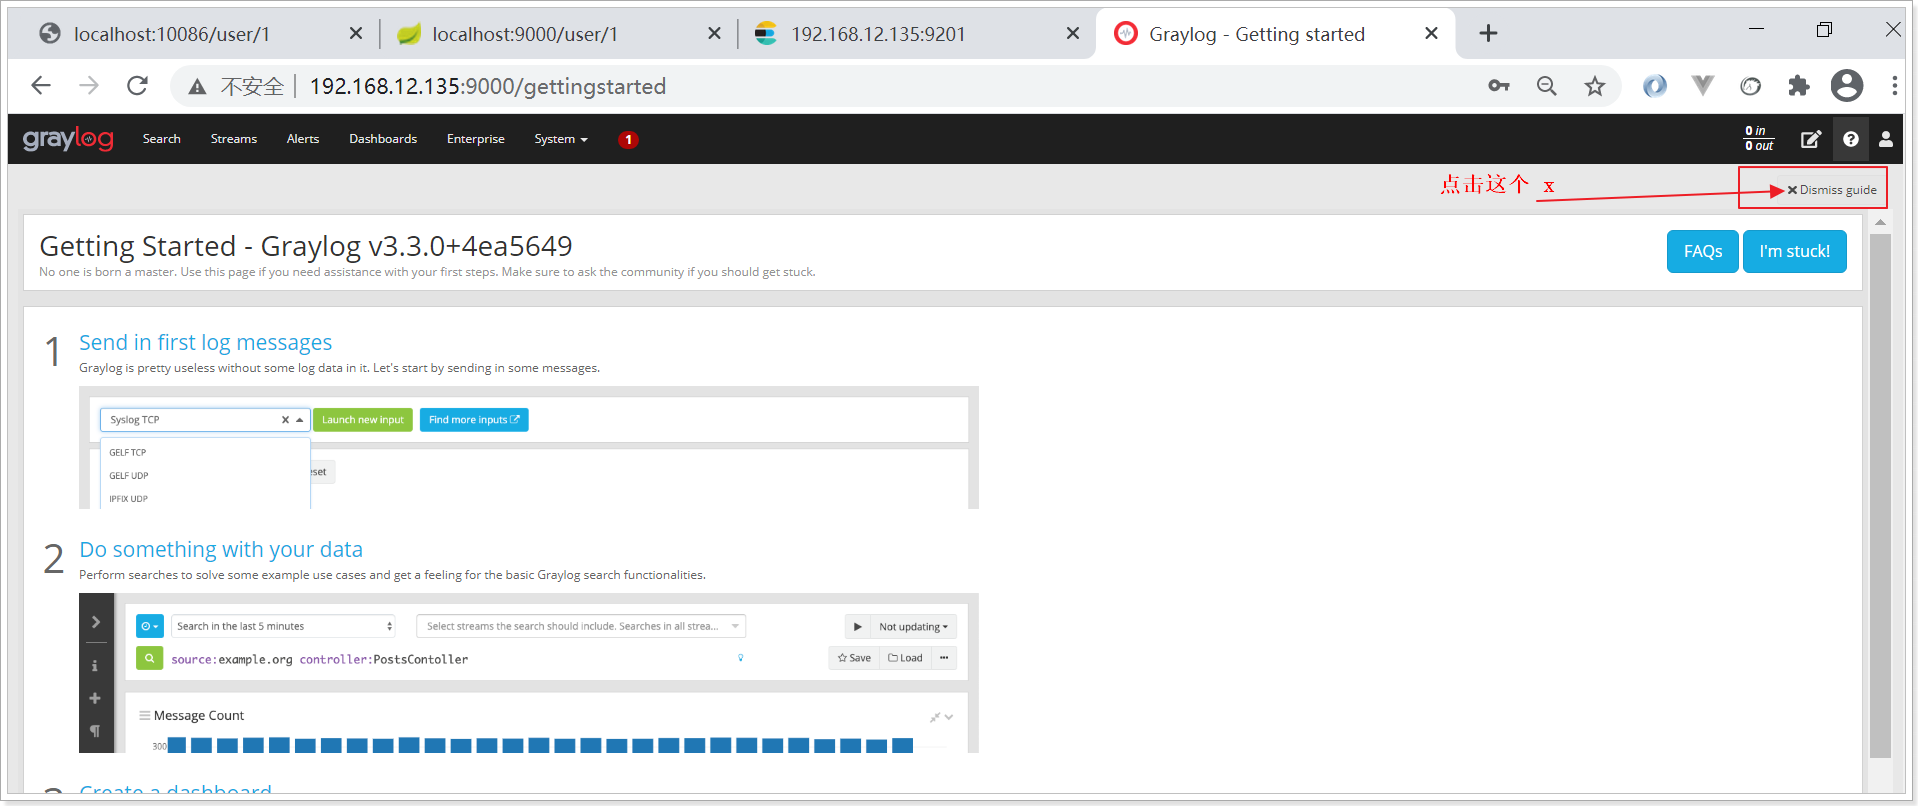 localhost:10086/user/1
localhost:9000/user/1
192.168.12.135:9201
Graylog - Getting started
不安全 192.168.12.135:9000/gettingstarted
graylog
Search
Streams
Alerts
Dashboards
Enterprise
System
1
0 in
0 out
点击这个 x
Dismiss guide
Getting Started - Graylog v3.3.0+4ea5649
No one is born a master. Use this page if you need assistance with your first steps. Make sure to ask the community if you should get stuck.
FAQs
I'm stuck!
1 Send in first log messages
Graylog is pretty useless without some log data in it. Let's start by sending in some messages.
Syslog TCP
Launch new input
Find more inputs
GELF TCP
GELF UDP
IPFIX UDP
eset
2 Do something with your data
Perform searches to solve some example use cases and get a feeling for the basic Graylog search functionalities.
Search in the last 5 minutes
Select streams the search should include. Searches in all strea...
Not updating
source:example.org controller:PostsContoller
Save
Load
Message Count
300
Create a dashboard